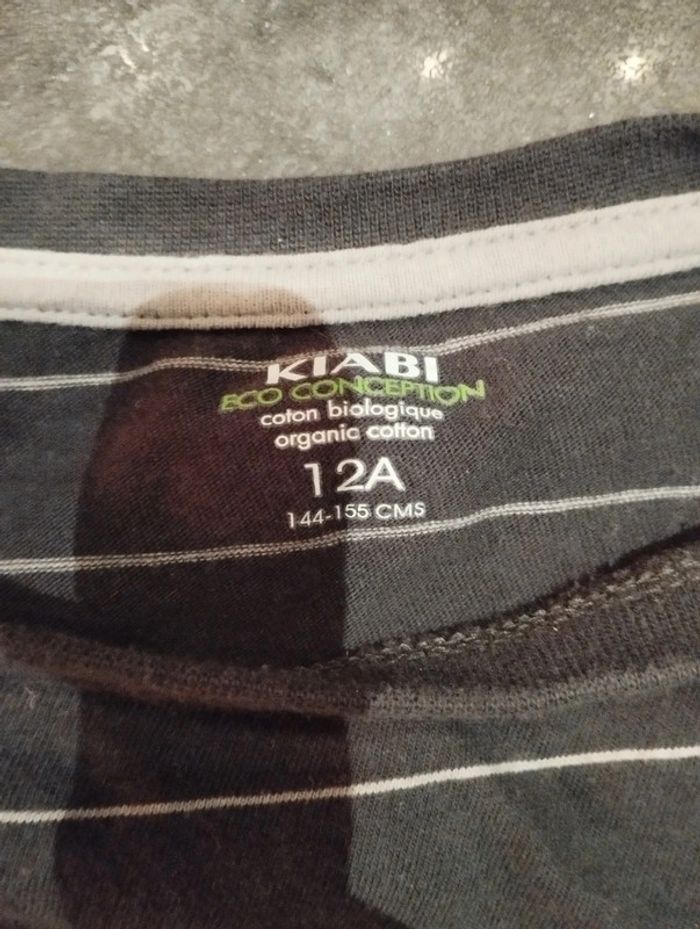 KIABI
ECO CONCEPTION
coton biologique
organic cotton
12A
144-155 CMS